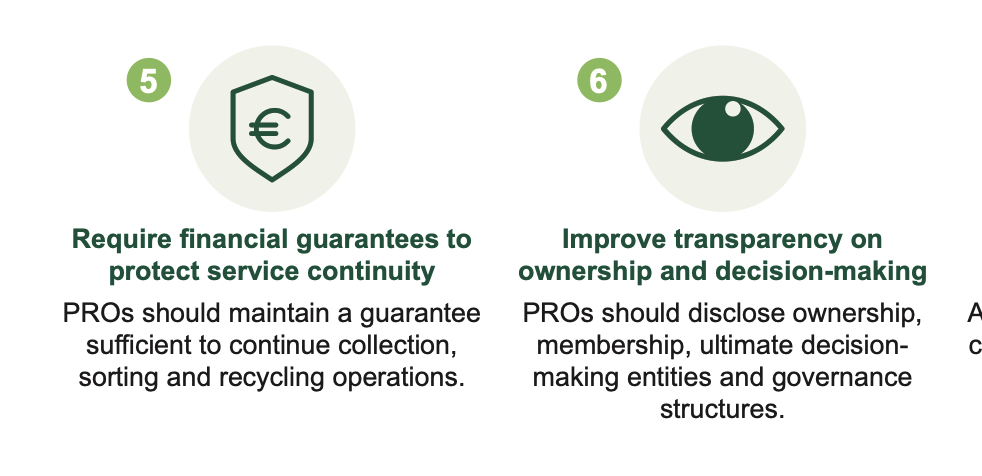 5
€
Require financial guarantees to
protect service continuity
PROs should maintain a guarantee
sufficient to continue collection,
sorting and recycling operations.
6
Improve transparency on
ownership and decision-making
PROs should disclose ownership,
membership, ultimate decision-
making entities and governance
structures.